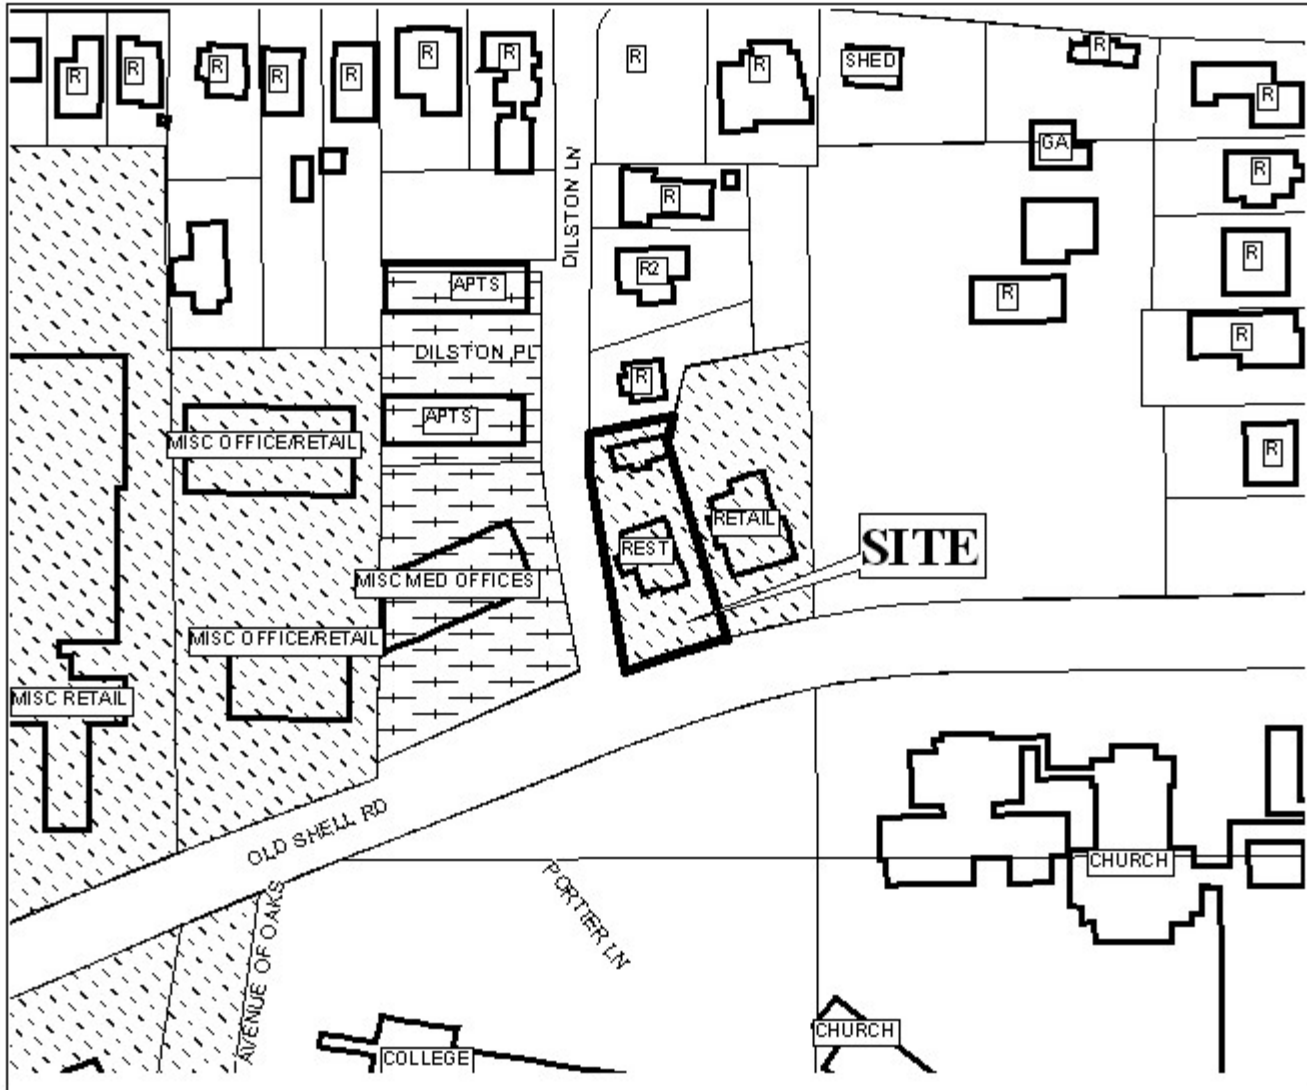 R
R
R
R
R
R
R
R
R
SHED
R
R
GA
R
R
DILSTON LN
R2
R
APTS
R
R
DILSTON PL
R
APTS
MISC OFFICE/RETAIL
R
RETAIL
REST
SITE
MISC MED OFFICES
MISC OFFICE/RETAIL
MISC RETAIL
OLD SHELL RD
CHURCH
PORTIER LN
AVENUE OF OAKS
CHURCH
COLLEGE